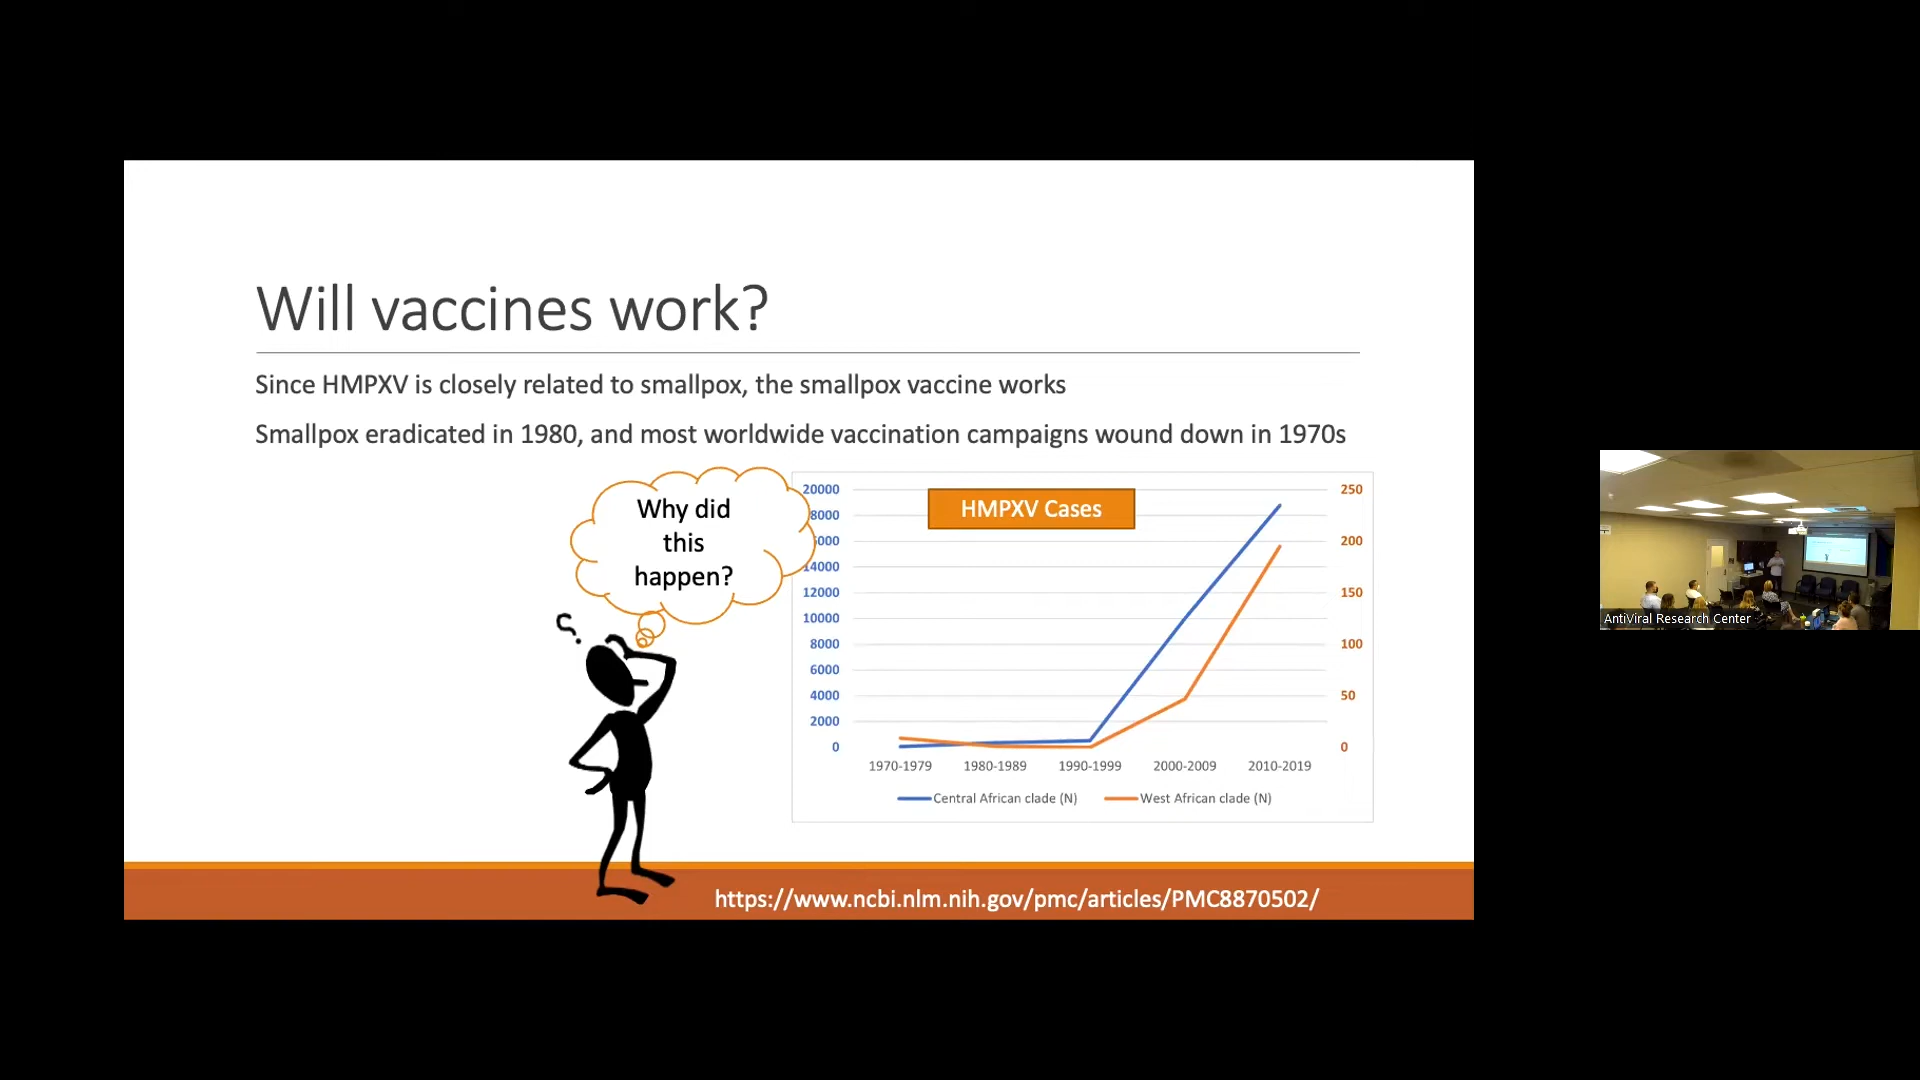 Will vaccines work?
Since HMPXV is closely related to smallpox, the smallpox vaccine works
Smallpox eradicated in 1980, and most worldwide vaccination campaigns wound down in 1970s
Why did
this
happen?
?
HMPXV Cases
20000
8000
6000
14000
12000
10000
8000
6000
4000
2000
0
250
200
150
100
50
0
1970-1979 1980-1989 1990-1999 2000-2009 2010-2019
Central African clade (N) West African clade (N)
https://www.ncbi.nlm.nih.gov/pmc/articles/PMC8870502/
AntiViral Research Center